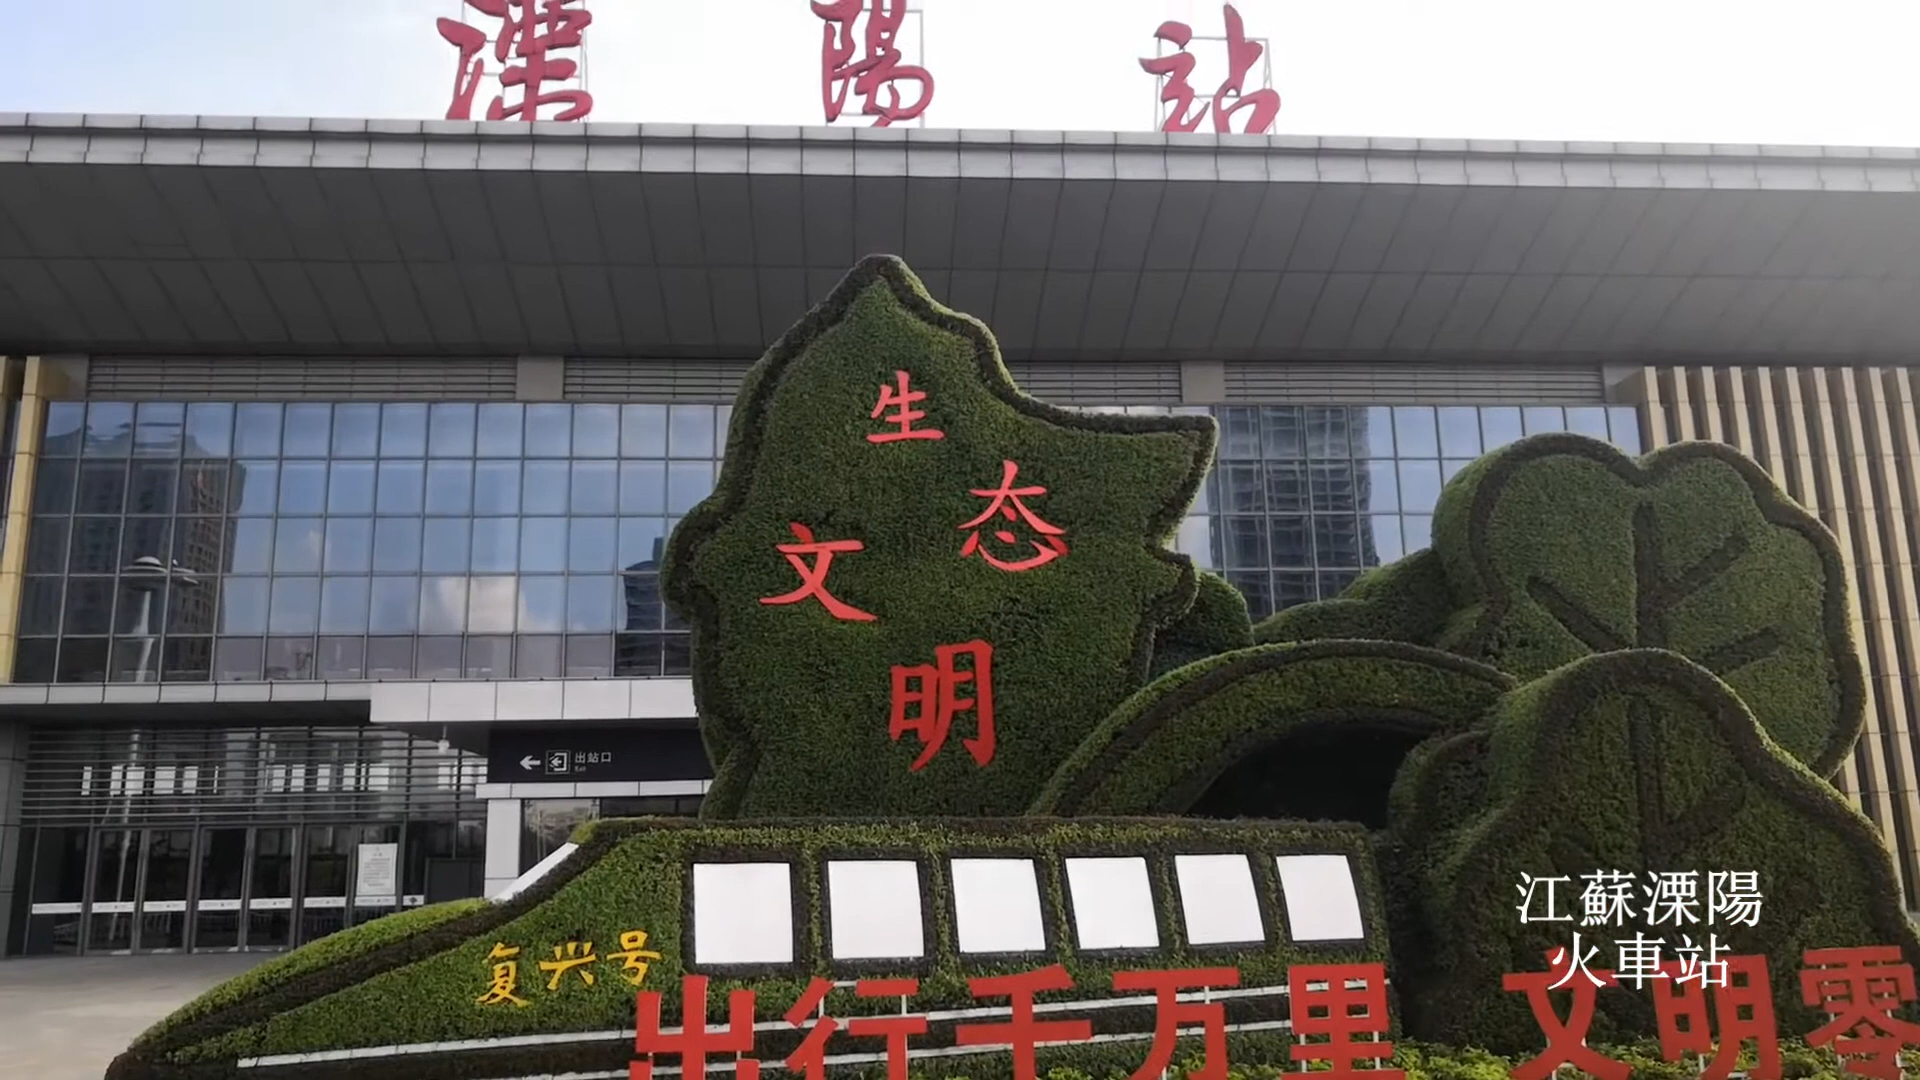 溧陽站
生态
文明
出站口
Exit
复兴号
出行千万里
文明零
江蘇溧陽
火車站